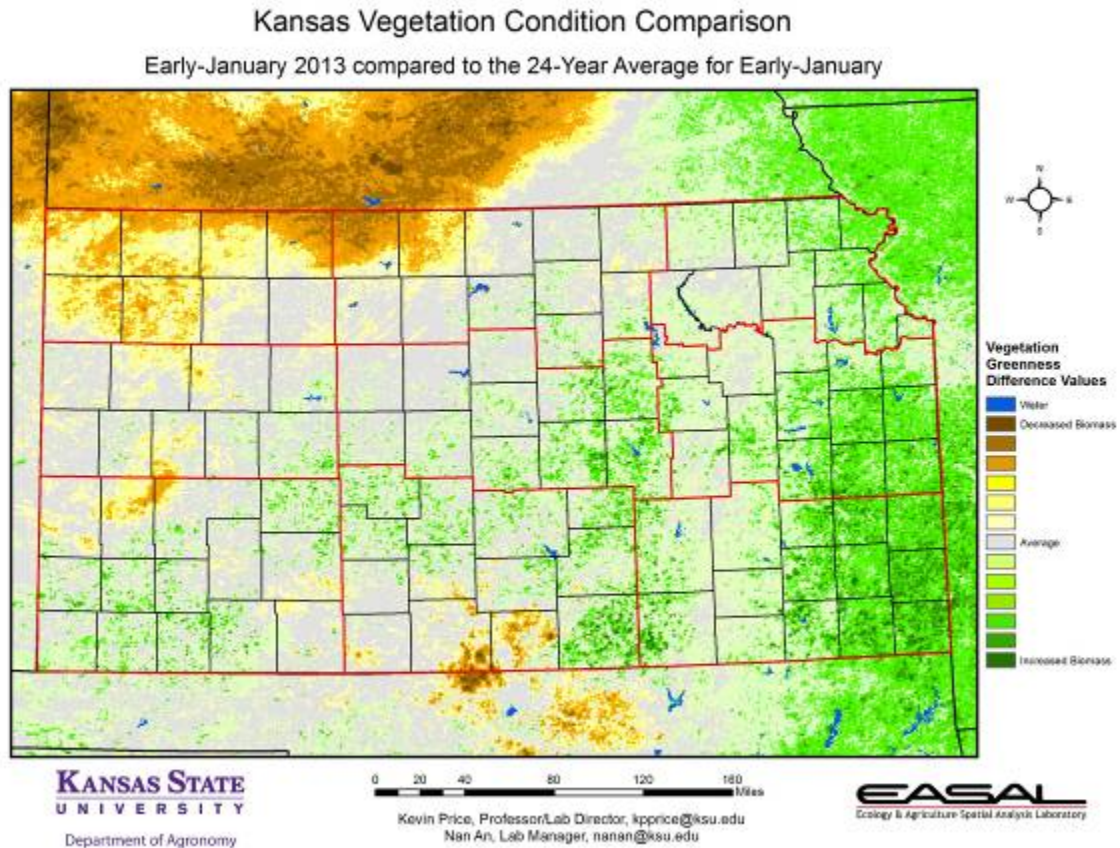 Kansas Vegetation Condition Comparison
Early-January 2013 compared to the 24-Year Average for Early-January
N
W E
S
Vegetation
Greenness
Difference Values
Water
Decreased Biomass
Average
Increased Biomass
KANSAS STATE
UNIVERSITY
Department of Agronomy
0 20 40 80 120 160
Miles
Kevin Price, Professor/Lab Director, kpprice@ksu.edu
Nan An, Lab Manager, nanan@ksu.edu
EASAL
Ecology & Agriculture Spatial Analysis Laboratory